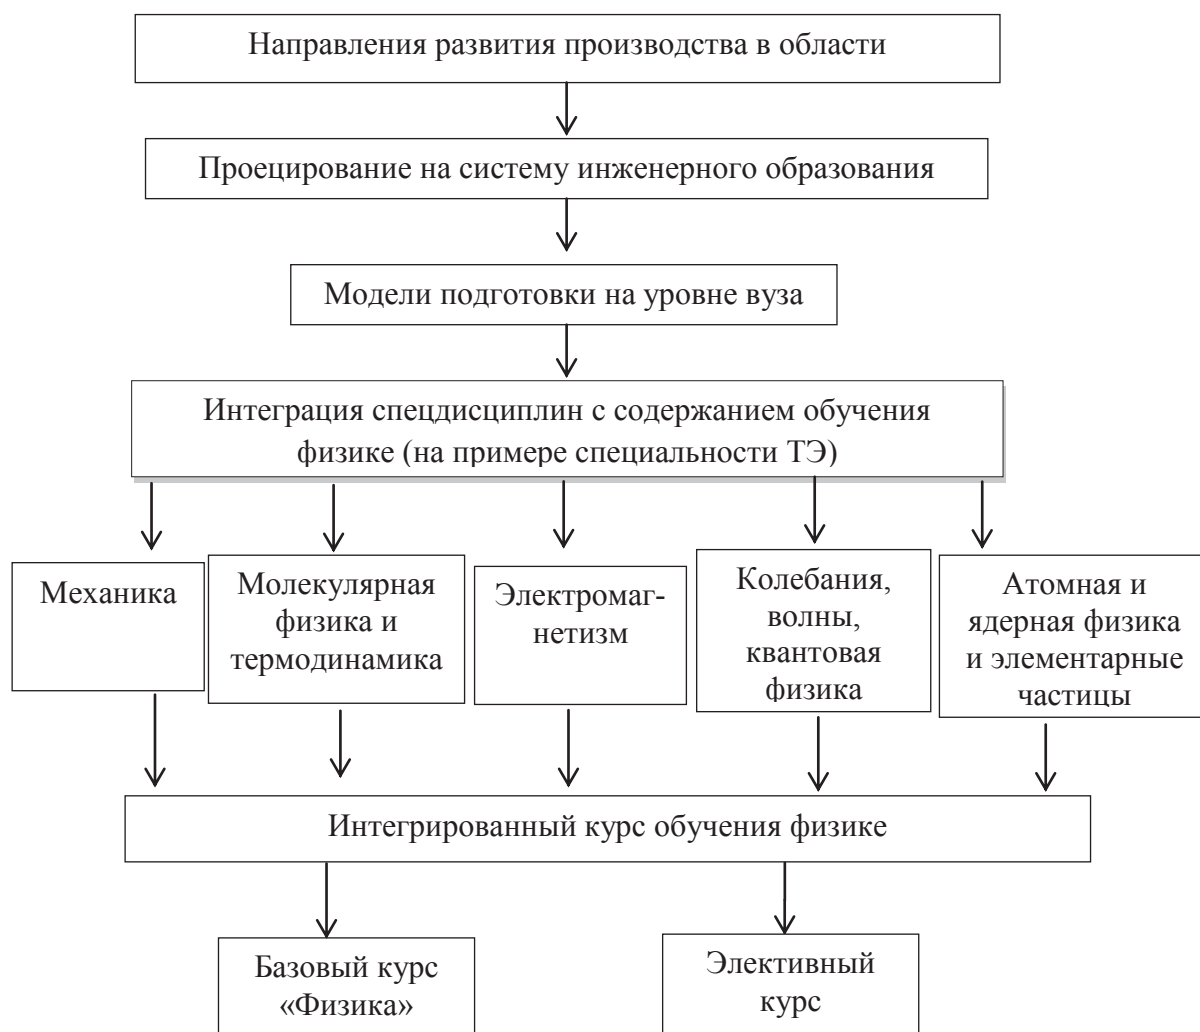 Направления развития производства в области
Проецирование на систему инженерного образования
Модели подготовки на уровне вуза
Интеграция спецдисциплин с содержанием обучения
физике (на примере специальности ТЭ)
Механика
Молекулярная
физика и
термодинамика
Электромаг-
нетизм
Колебания,
волны,
квантовая
физика
Атомная и
ядерная физика
и элементарные
частицы
Интегрированный курс обучения физике
Базовый курс
«Физика»
Элективный
курс